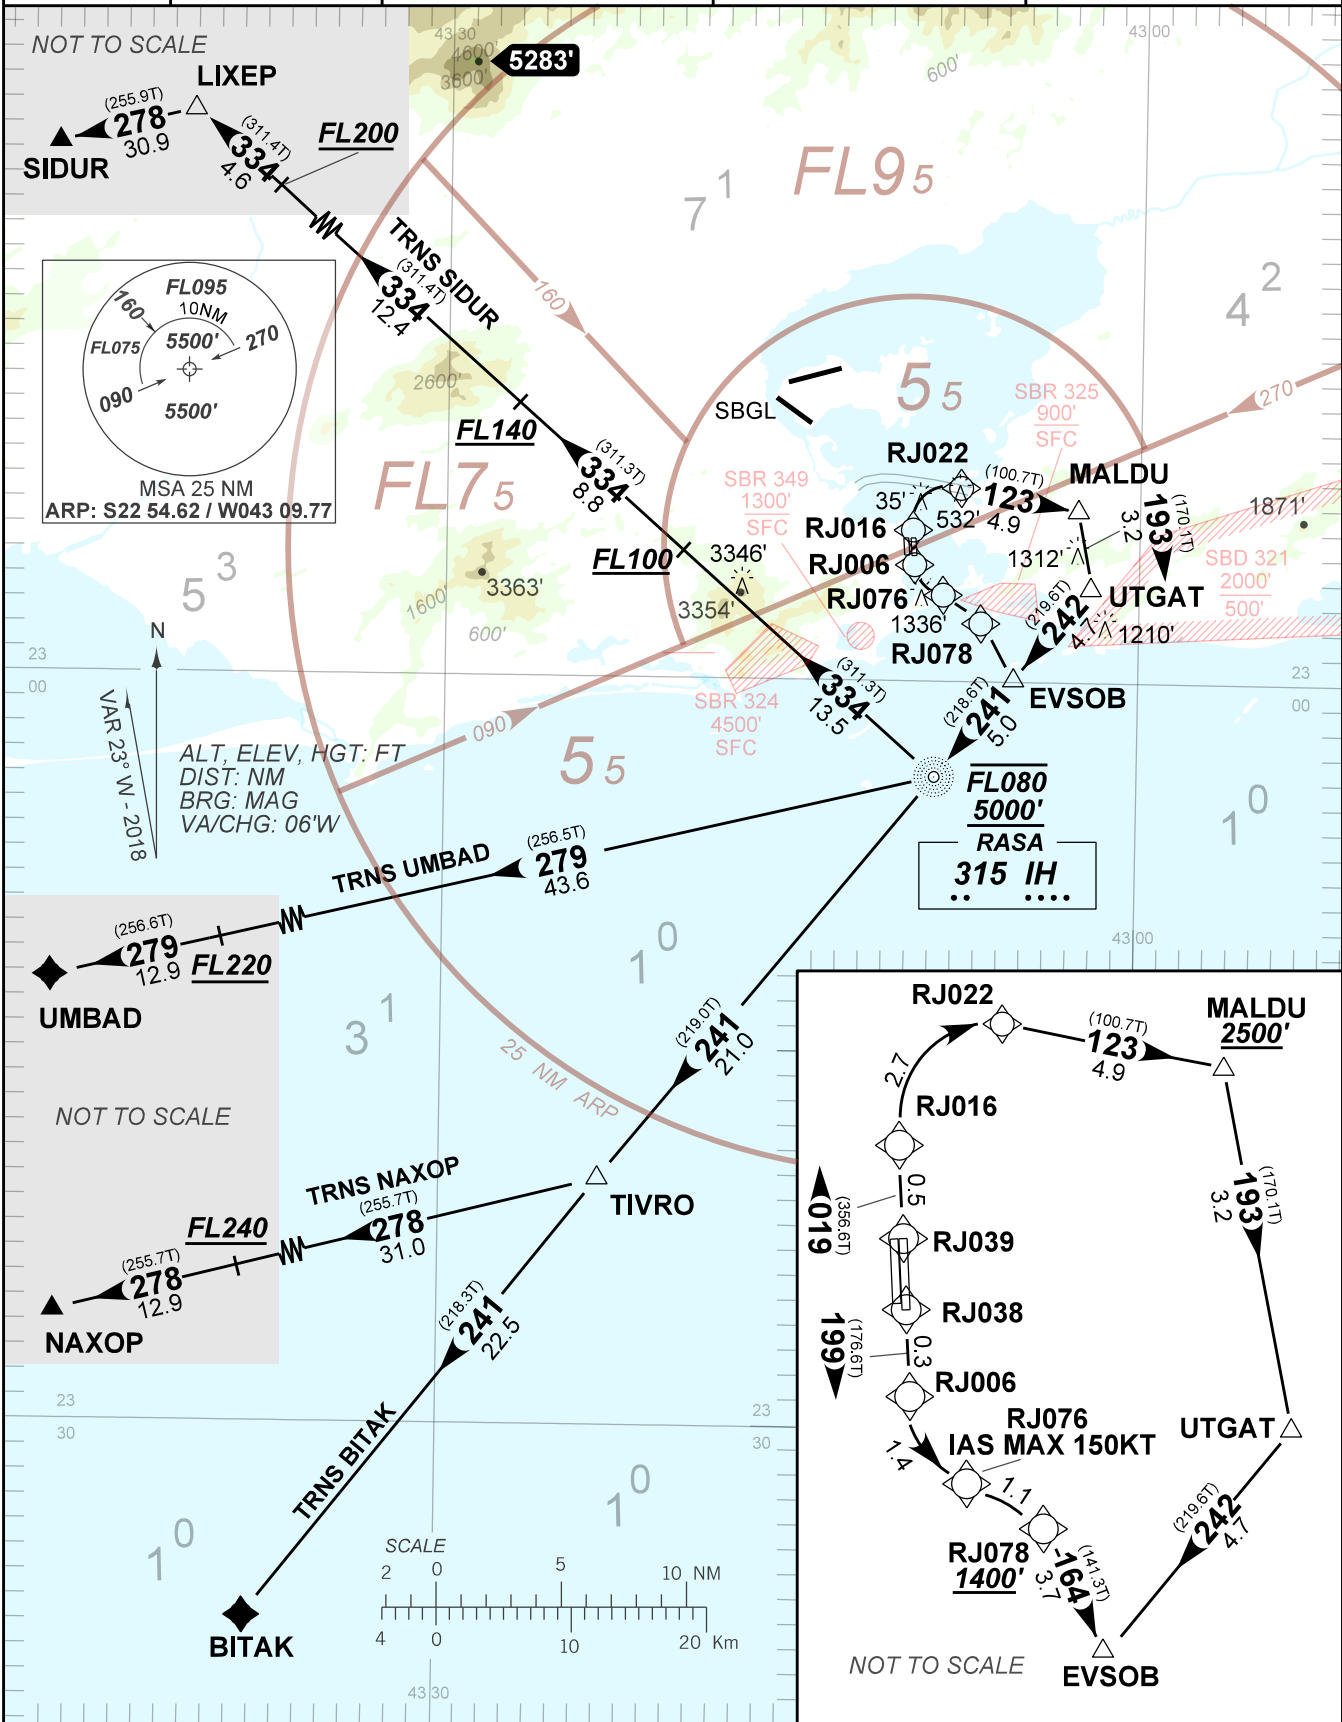 NOT TO SCALE
LIXEP
(255.9T)
278
30.9
SIDUR
(311.4T)
334
4.6
FL200
43 30
4600'
3600'
5283'
43 00
600'
FL9 5
7 1
4 2
TRNS SIDUR
(311.4T)
334
12.4
160
FL095
10NM
160
5500'
270
FL075
090
5500'
MSA 25 NM
ARP: S22 54.62 / W043 09.77
2600'
FL140
FL7 5
(311.3T)
334
8.8
SBGL
5 5
SBR 325
900'
SFC
270
RJ022
(100.7T)
123
4.9
MALDU
SBR 349
1300'
SFC
35'
532'
RJ016
193
(170.1T)
3.2
1871'
FL100
3346'
RJ006
1312'
SBD 321
2000'
500'
3363'
3354'
RJ076
1336'
UTGAT
(219.6T)
242
4.7
1210'
5 3
1600'
600'
RJ078
N
23
00
(311.3T)
334
13.5
EVSOB
23
00
SBR 324
4500'
SFC
(218.6T)
241
5.0
VAR 23° W - 2018
090
ALT, ELEV, HGT: FT
DIST: NM
BRG: MAG
VA/CHG: 06'W
5 5
FL080
5000'
1 0
RASA
315 IH
TRNS UMBAD
(256.5T)
279
43.6
(256.6T)
279
12.9
FL220
UMBAD
1 0
43 00
3 1
(219.0T)
241
21.0
25 NM ARP
NOT TO SCALE
TRNS NAXOP
(255.7T)
278
31.0
TIVRO
FL240
(255.7T)
278
12.9
NAXOP
(218.3T)
241
22.5
23
30
23
30
TRNS BITAK
1 0
1 0
BITAK
SCALE
2 0 5 10 NM
4 0 10 20 Km
43 30
RJ022
MALDU
2500'
(100.7T)
123
4.9
2.7
RJ016
019
(356.6T)
0.5
RJ039
193
(170.1T)
3.2
RJ038
199
(176.6T)
0.3
RJ006
RJ076
IAS MAX 150KT
1.4
1.1
UTGAT
(219.6T)
242
4.7
RJ078
1400'
164
(141.3T)
3.7
NOT TO SCALE
EVSOB